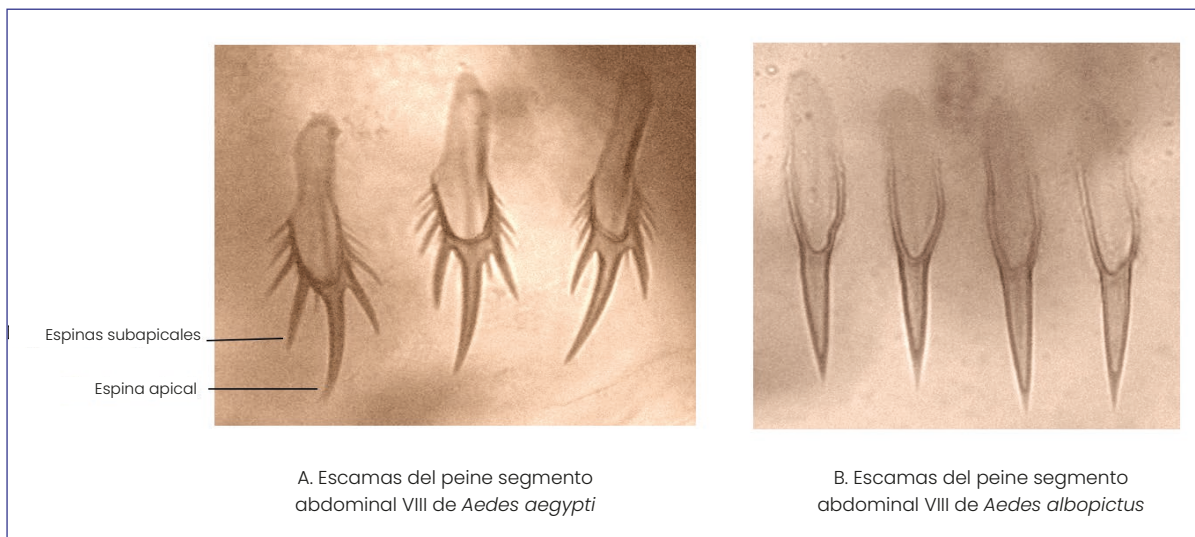 Espinas subapicales
Espina apical
A. Escamas del peine segmento
abdominal VIII de Aedes aegypti
B. Escamas del peine segmento
abdominal VIII de Aedes albopictus